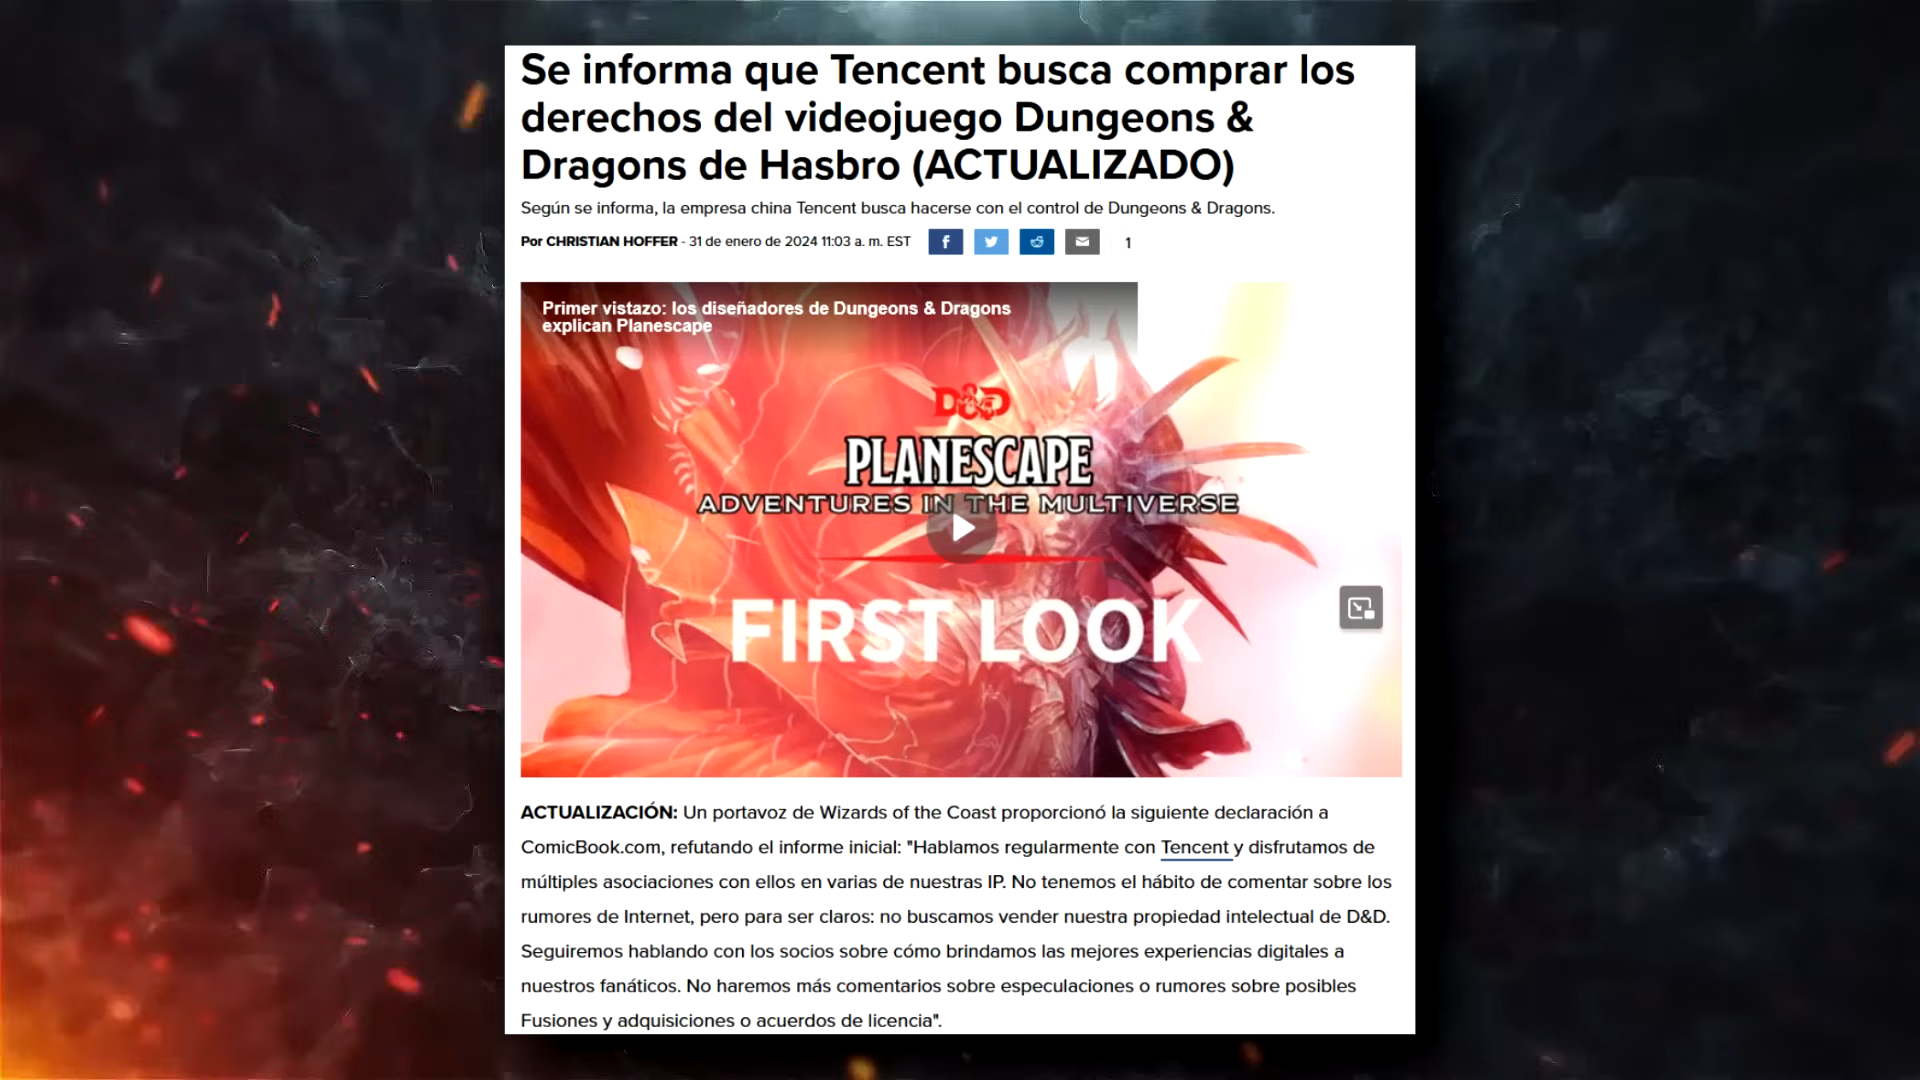 Se informa que Tencent busca comprar los
derechos del videojuego Dungeons &
Dragons de Hasbro (ACTUALIZADO)
Según se informa, la empresa china Tencent busca hacerse con el control de Dungeons & Dragons.
Por CHRISTIAN HOFFER - 31 de enero de 2024 11:03 a. m. EST
1
Primer vistazo: los diseñadores de Dungeons & Dragons
explican Planescape
D&D
PLANESCAPE
ADVENTURES IN THE MULTIVERSE
FIRST LOOK
ACTUALIZACIÓN: Un portavoz de Wizards of the Coast proporcionó la siguiente declaración a
ComicBook.com, refutando el informe inicial: "Hablamos regularmente con Tencent y disfrutamos de
múltiples asociaciones con ellos en varias de nuestras IP. No tenemos el hábito de comentar sobre los
rumores de Internet, pero para ser claros: no buscamos vender nuestra propiedad intelectual de D&D.
Seguiremos hablando con los socios sobre cómo brindamos las mejores experiencias digitales a
nuestros fanáticos. No haremos más comentarios sobre especulaciones o rumores sobre posibles
Fusiones y adquisiciones o acuerdos de licencia".